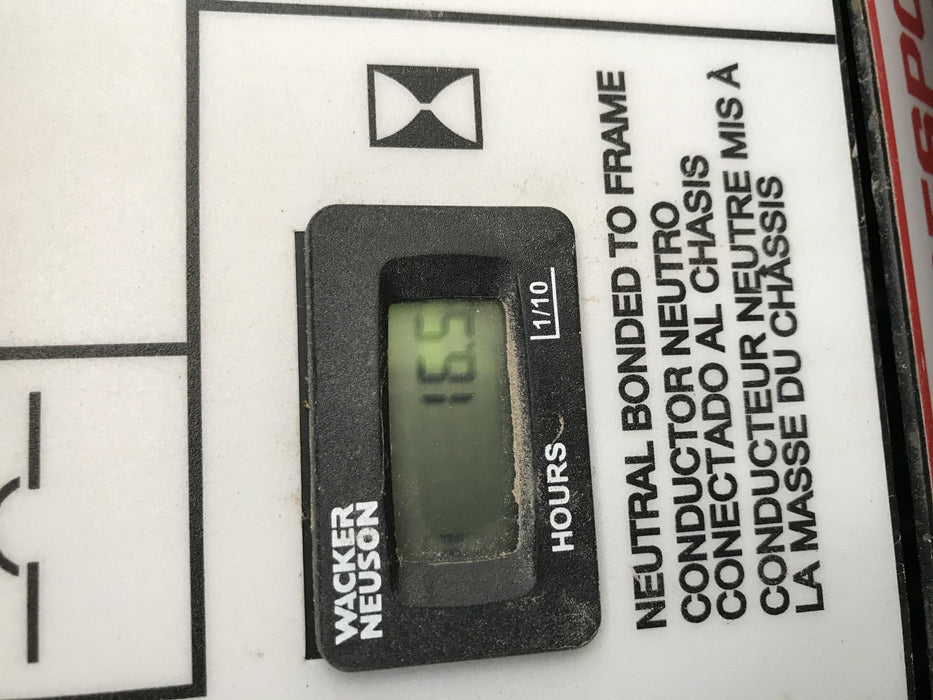 WACKER
NEUSON
16.5
HOURS 1/10
NEUTRAL BONDED TO FRAME
CONDUCTOR NEUTRO
CONECTADO AL CHASIS
CONDUCTEUR NEUTRE MIS À
LA MASSE DU CHÂSSIS